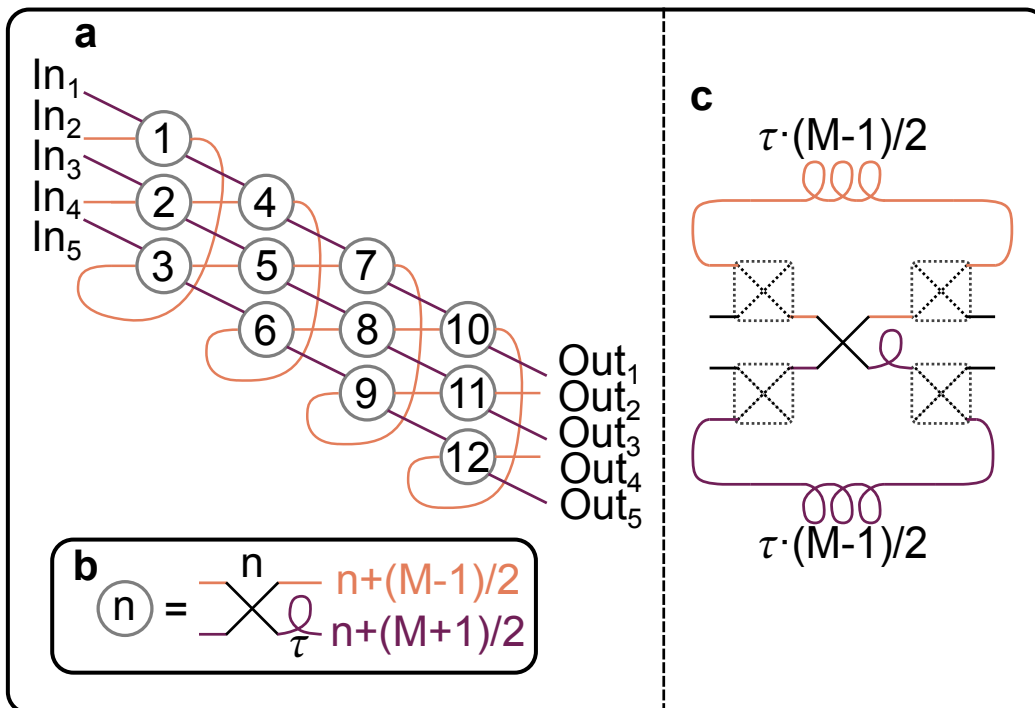 a
In₁
In₂
In₃
In₄
In₅
1
2
3
4
5
6
7
8
9
10
11
12
Out₁
Out₂
Out₃
Out₄
Out₅
b
n = n n+(M-1)/2
τ n+(M+1)/2
c
τ·(M-1)/2
τ·(M-1)/2